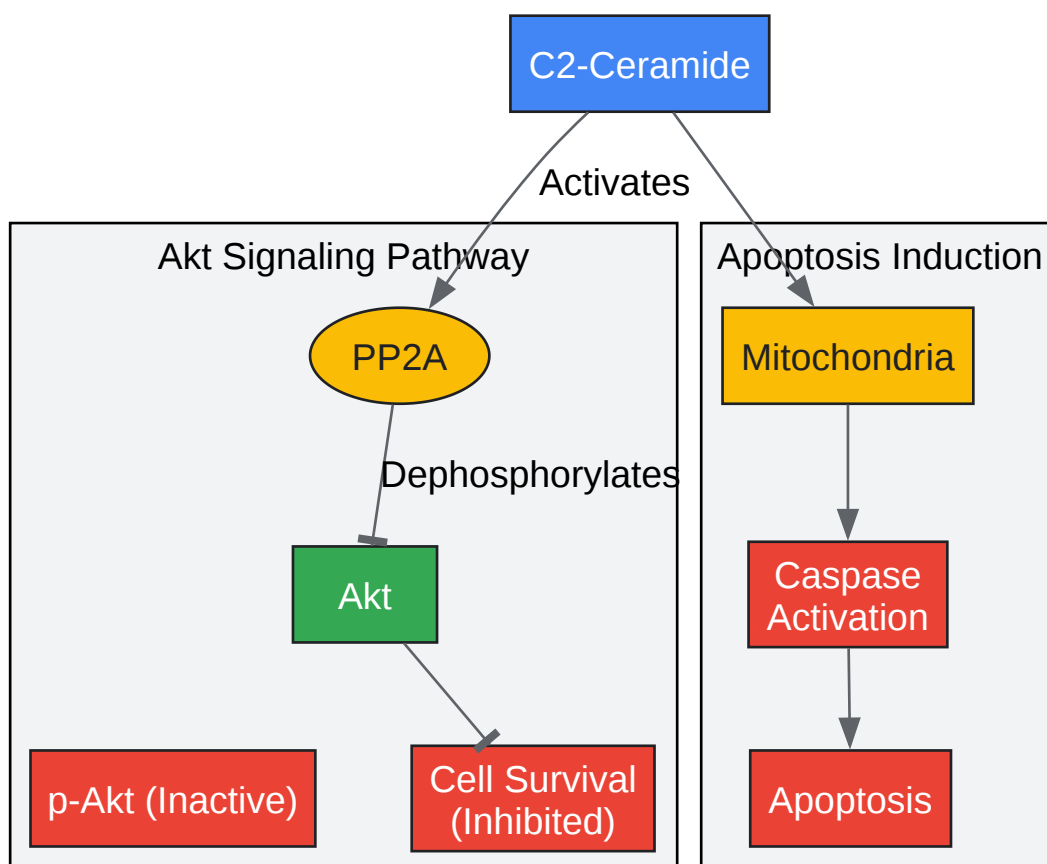 C2-Ceramide
Activates
Akt Signaling Pathway
Apoptosis Induction
PP2A
Mitochondria
Dephosphorylates
Akt
Caspase
Activation
p-Akt (Inactive)
Cell Survival
(Inhibited)
Apoptosis